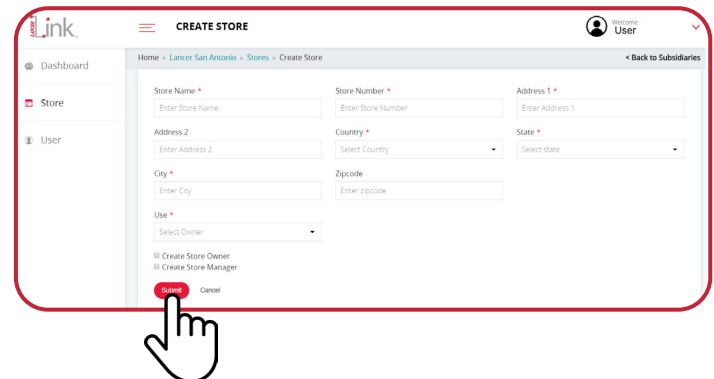 LANCER Link
CREATE STORE
Welcome
User
Dashboard
Store
User
Home > Lancer San Antonio > Stores > Create Store
< Back to Subsidiaries
Store Name * Store Number * Address 1 *
Enter Store Name Enter Store Number Enter Address 1
Address 2 Country * State *
Enter Address 2 Select Country Select state
City * Zipcode
Enter City Enter zipcode
Use *
Select Owner
Create Store Owner
Create Store Manager
Submit Cancel